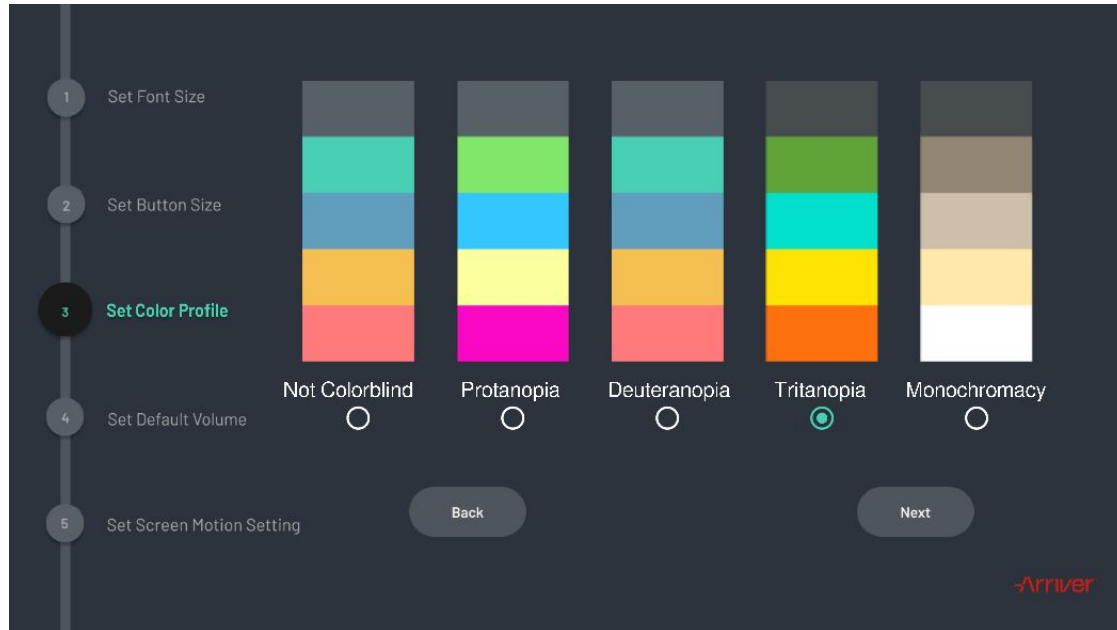 1 Set Font Size
2 Set Button Size
3 Set Color Profile
4 Set Default Volume
5 Set Screen Motion Setting
Not Colorblind Protanopia Deuteranopia Tritanopia Monochromacy
Back Next
Arriver